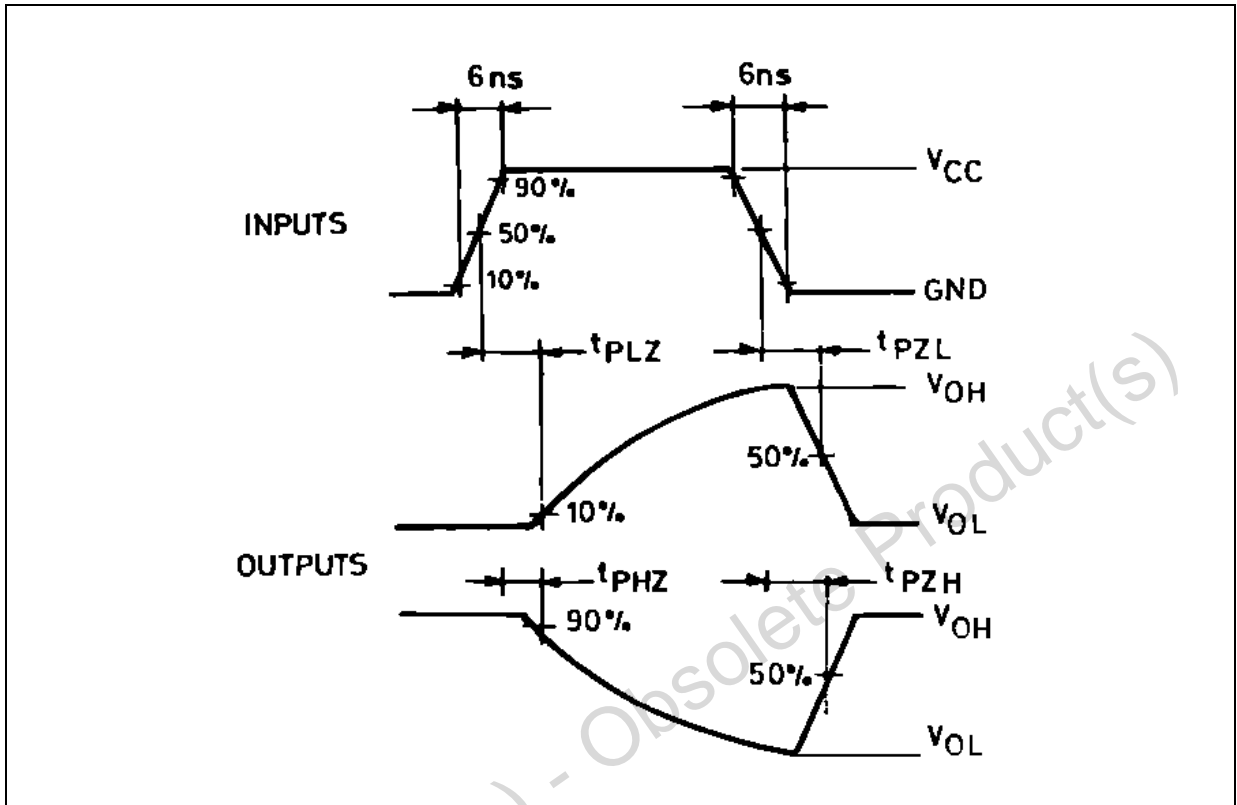 6ns 6ns
VCC
90%
INPUTS
50%
10%
GND
tPLZ tPZL
VOH
50%
10%
VOL
OUTPUTS
tPHZ tPZH
90%
VOH
50%
VOL
) - Obsolete Product(s)